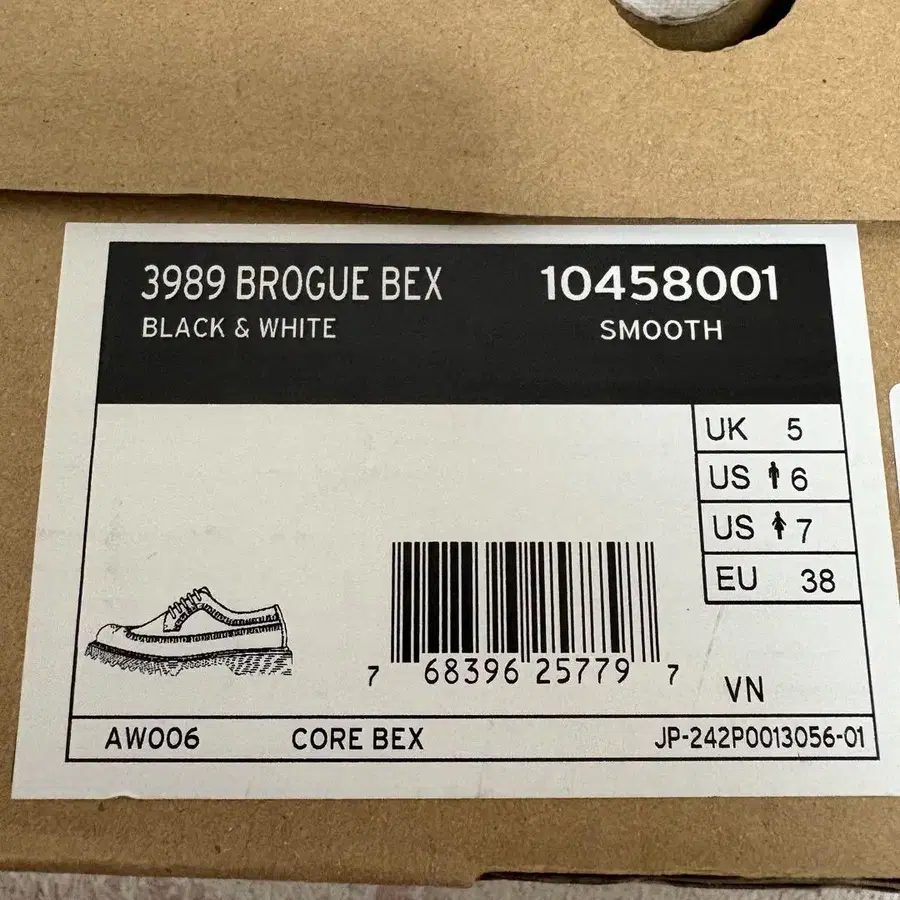 3989 BROGUE BEX
BLACK & WHITE
10458001
SMOOTH
UK 5
US 6
US 7
EU 38
7 68396 25779 7
VN
AW006 CORE BEX JP-242P0013056-01